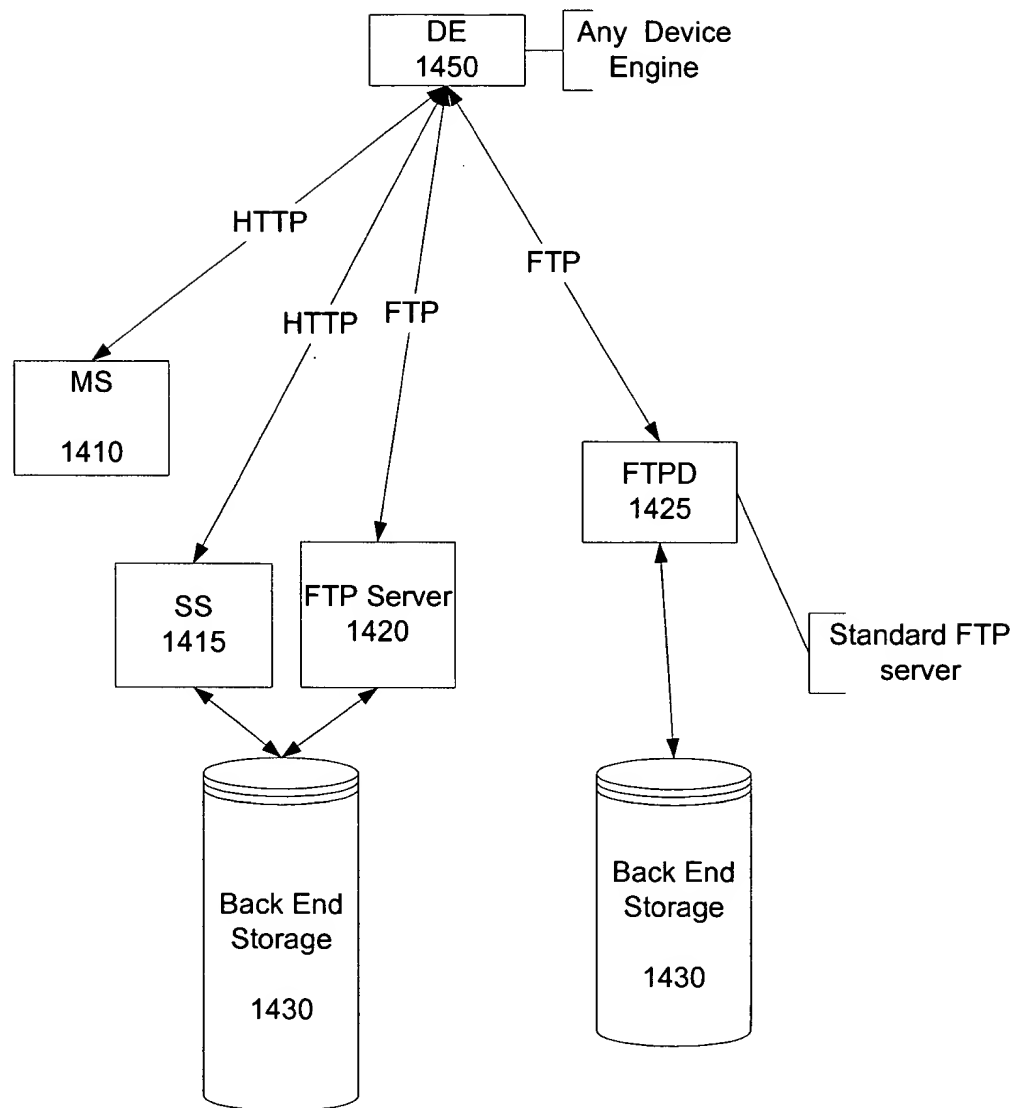 DE
1450
Any Device
Engine
HTTP
FTP
HTTP
FTP
MS
1410
FTPD
1425
SS
1415
FTP Server
1420
Standard FTP
server
Back End
Storage
1430
Back End
Storage
1430